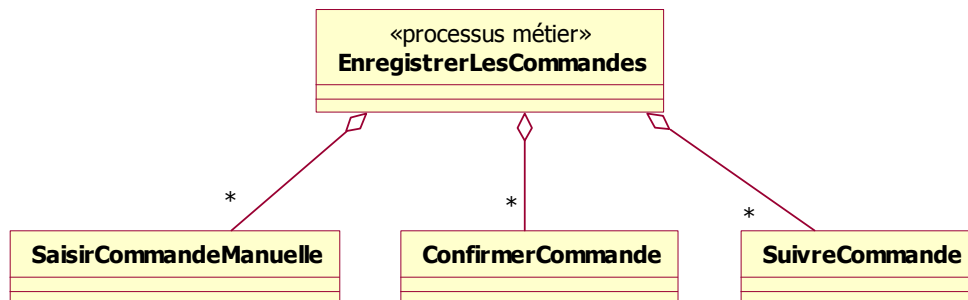 «processus métier»
EnregistrerLesCommandes
*
*
*
SaisirCommandeManuelle
ConfirmerCommande
SuivreCommande